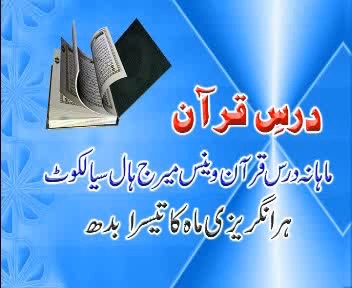 درسِ قرآن
ماہانہ درس قرآن وینس میرج ہال سیالکوٹ
ہر انگریزی ماہ کا تیسرا بدھ